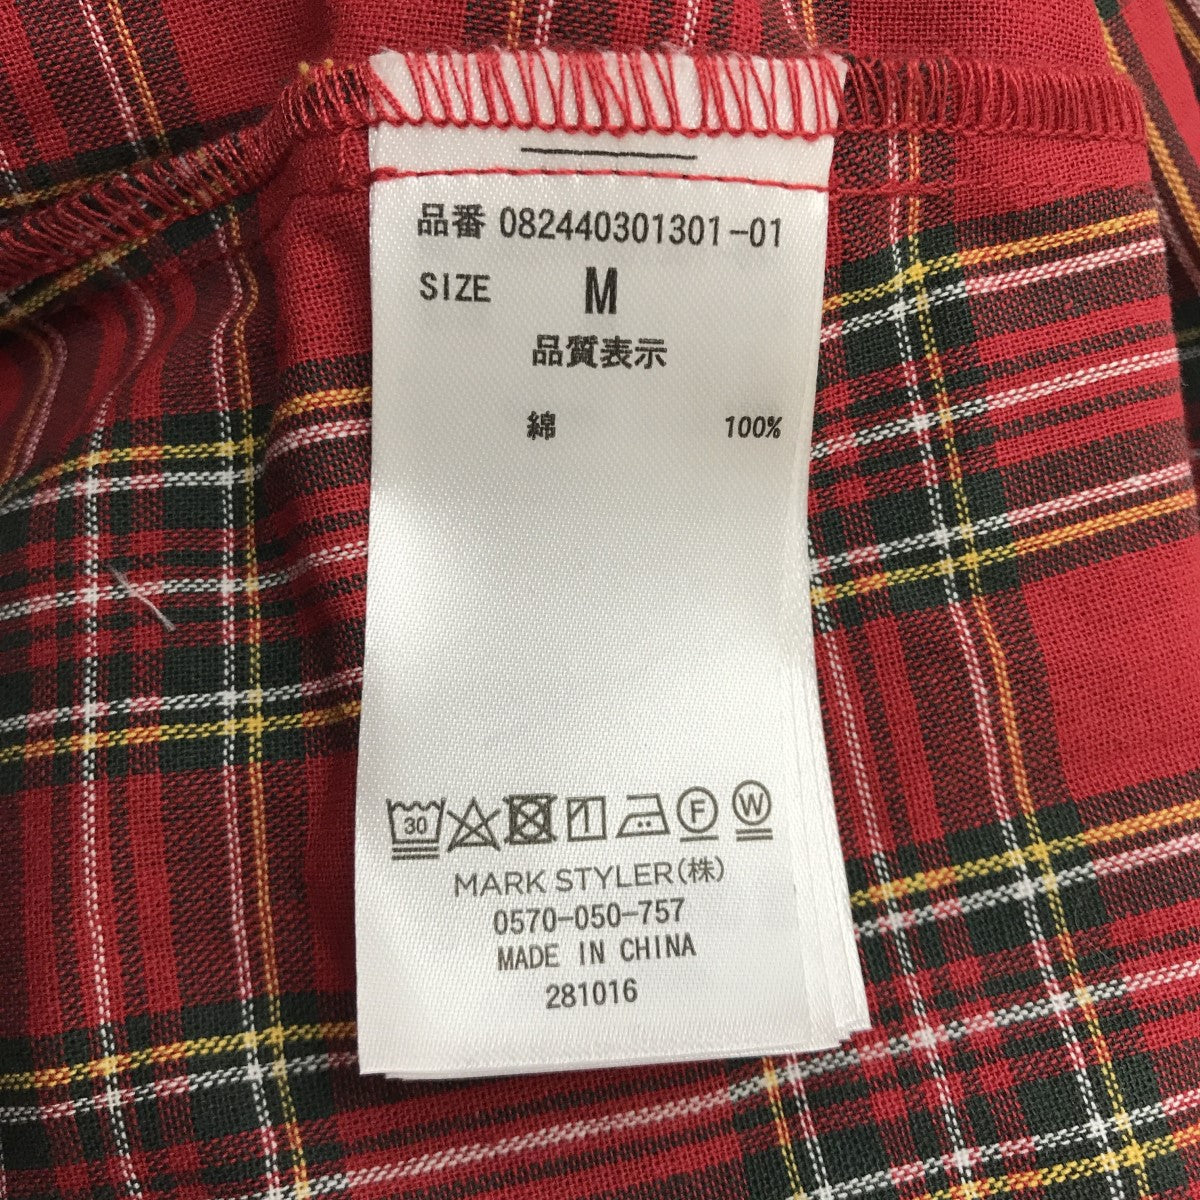 品番 082440301301-01
SIZE M
品質表示
綿 100%
30 F W
MARK STYLER(株)
0570-050-757
MADE IN CHINA
281016